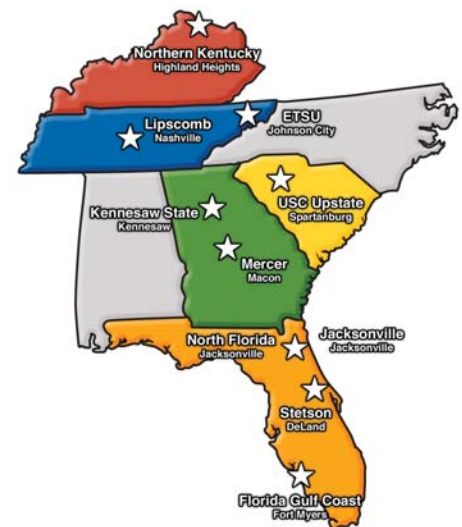 Northern Kentucky
Highland Heights
ETSU
Johnson City
Lipscomb
Nashville
USC Upstate
Spartanburg
Kennesaw State
Kennesaw
Mercer
Macon
North Florida
Jacksonville
Jacksonville
Jacksonville
Stetson
DeLand
Florida Gulf Coast
Fort Myers